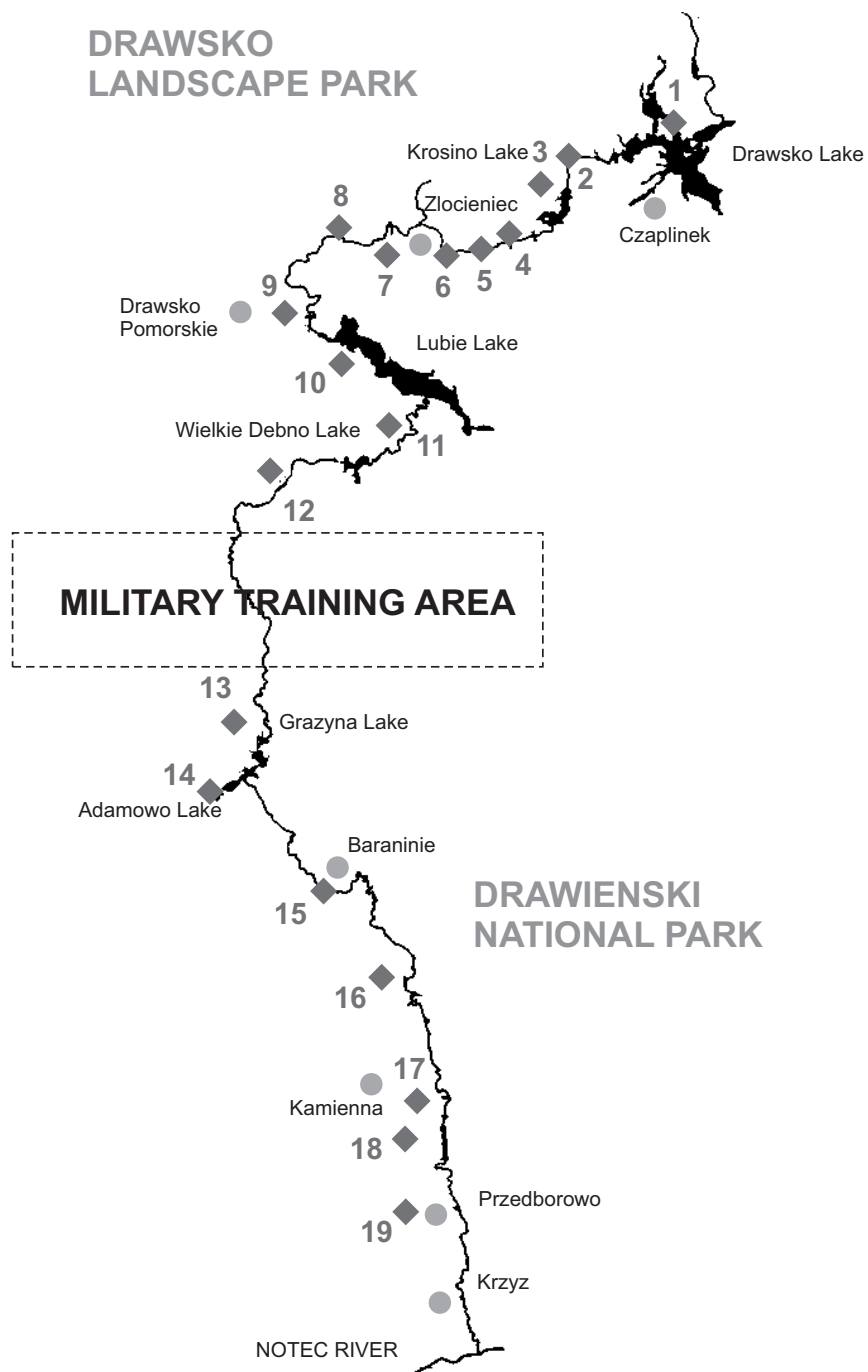 DRAWSKO
LANDSCAPE PARK
1
Krosino Lake
3
Drawsko Lake
2
Zlocieniec
8
Czaplinek
4
5
7
6
9
Drawsko
Pomorskie
Lubie Lake
10
Wielkie Debno Lake
11
12
MILITARY TRAINING AREA
13
Grazyna Lake
14
Adamowo Lake
Baraninie
15
DRAWIENSKI
NATIONAL PARK
16
17
Kamienna
18
Przedborowo
19
Krzyz
NOTEC RIVER